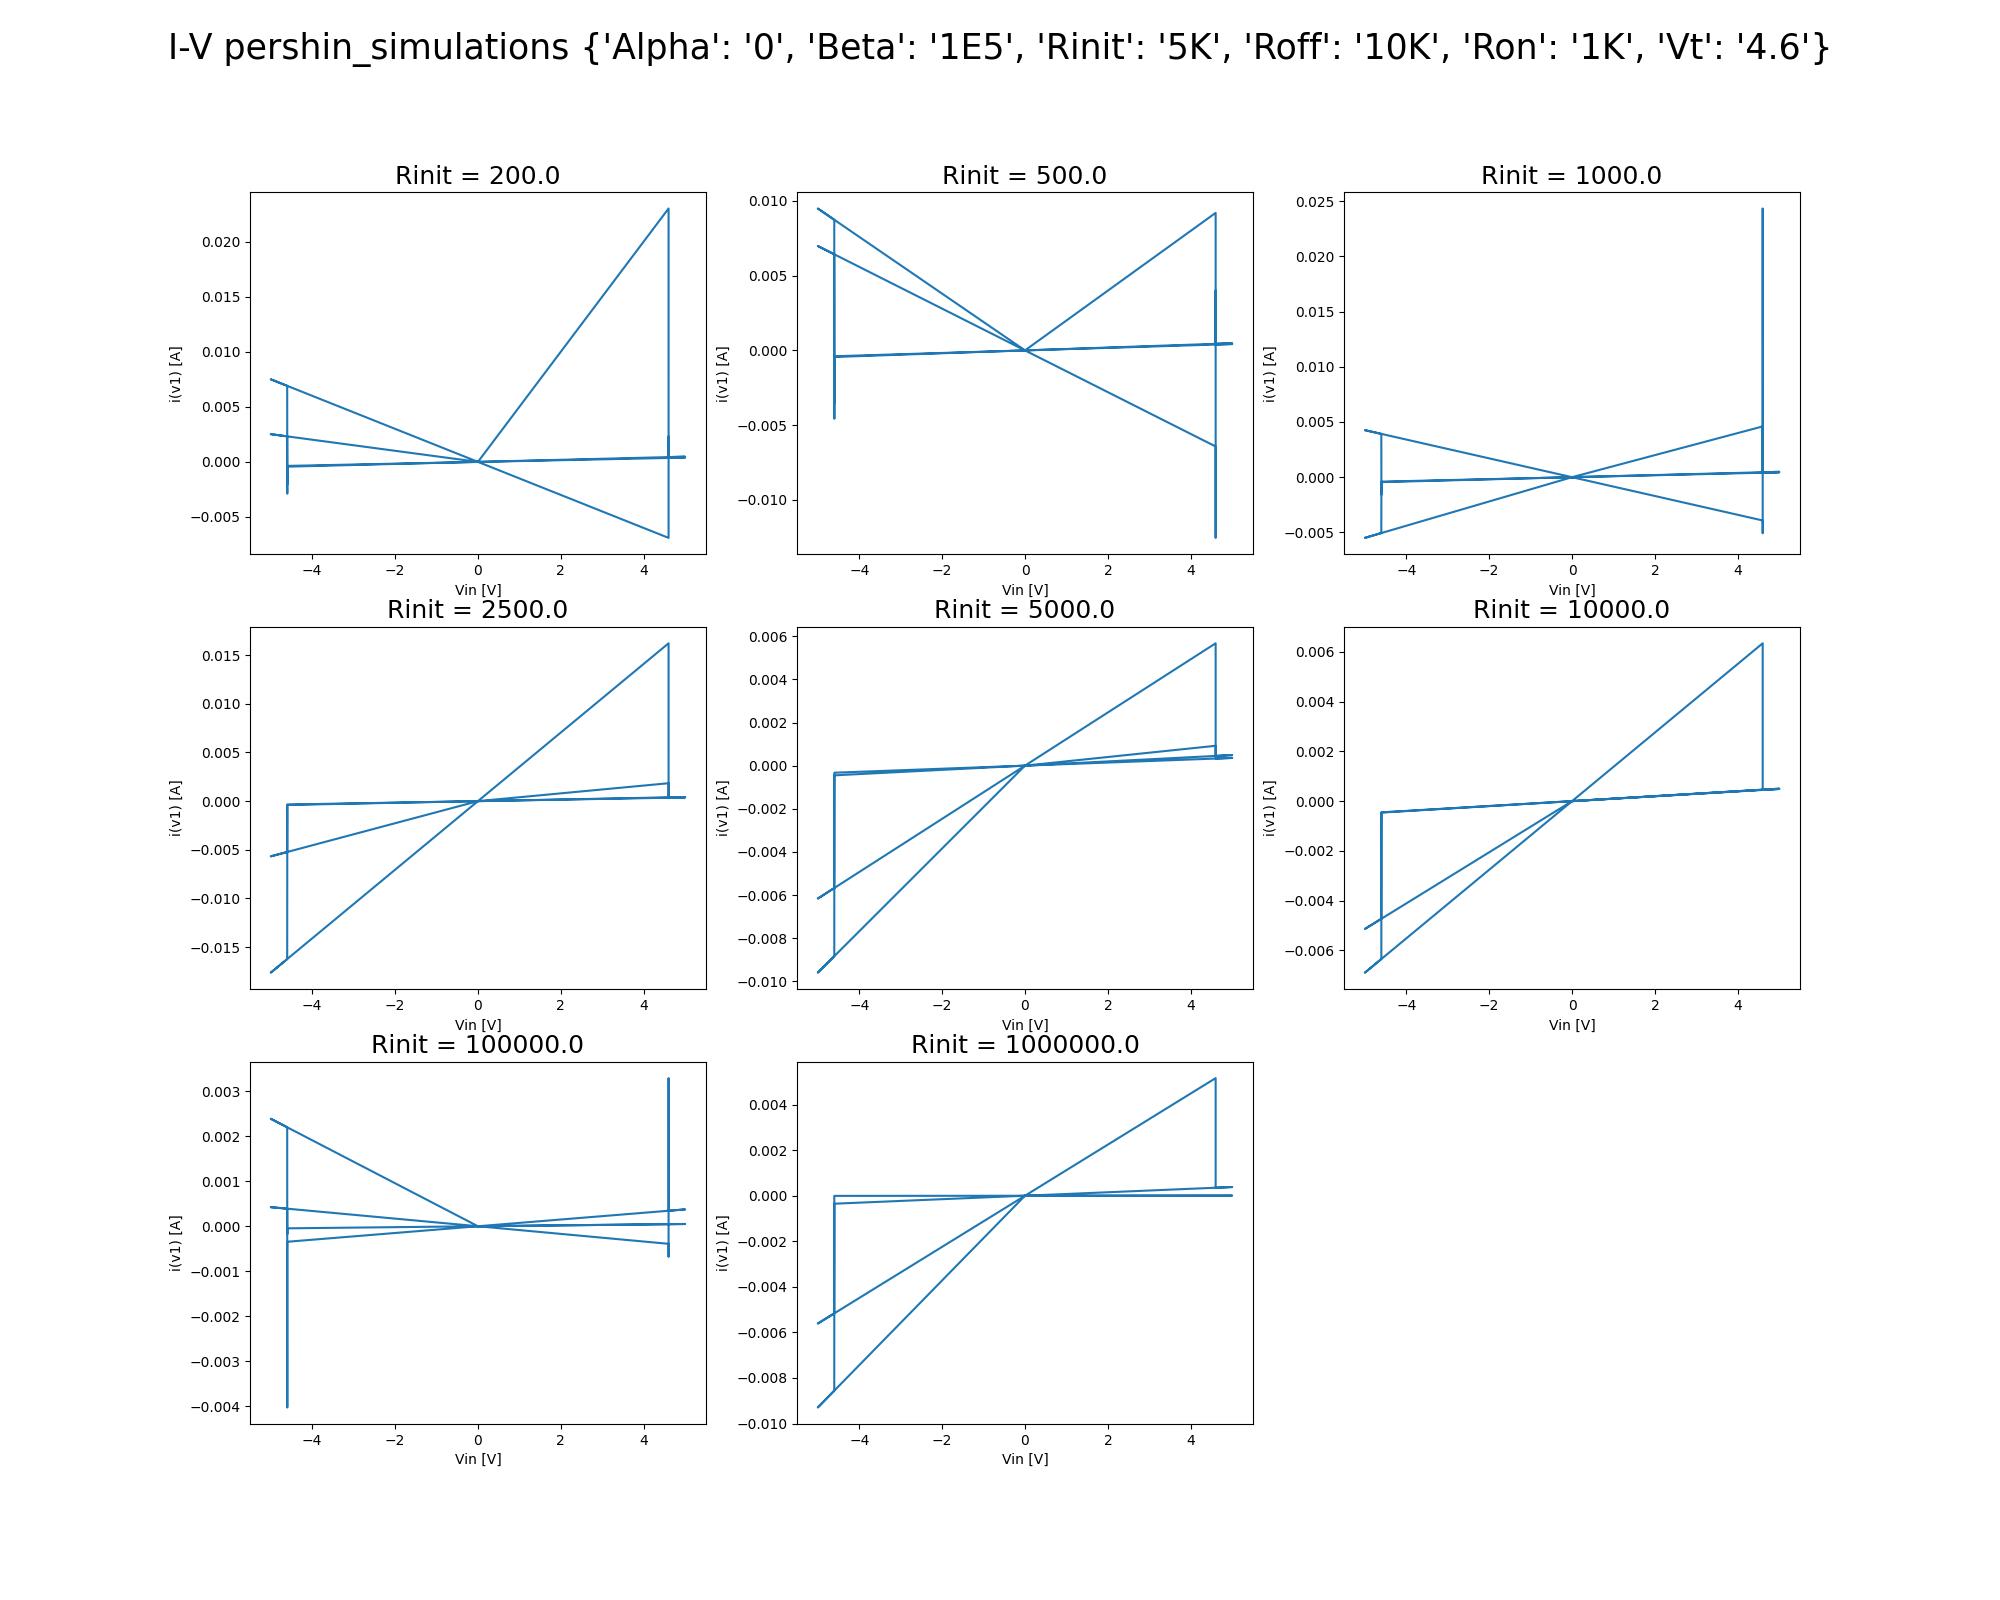 I-V pershin_simulations {'Alpha': '0', 'Beta': '1E5', 'Rinit': '5K', 'Roff': '10K', 'Ron': '1K', 'Vt': '4.6'}
Rinit = 200.0
0.020
0.015
0.010
0.005
0.000
−0.005
i(v1) [A]
−4 −2 0 2 4
Vin [V]
Rinit = 500.0
0.010
0.005
0.000
−0.005
−0.010
i(v1) [A]
−4 −2 0 2 4
Vin [V]
Rinit = 1000.0
0.025
0.020
0.015
0.010
0.005
0.000
−0.005
i(v1) [A]
−4 −2 0 2 4
Vin [V]
Rinit = 2500.0
0.015
0.010
0.005
0.000
−0.005
−0.010
−0.015
i(v1) [A]
−4 −2 0 2 4
Vin [V]
Rinit = 5000.0
0.006
0.004
0.002
0.000
−0.002
−0.004
−0.006
−0.008
−0.010
i(v1) [A]
−4 −2 0 2 4
Vin [V]
Rinit = 10000.0
0.006
0.004
0.002
0.000
−0.002
−0.004
−0.006
i(v1) [A]
−4 −2 0 2 4
Vin [V]
Rinit = 100000.0
0.003
0.002
0.001
0.000
−0.001
−0.002
−0.003
−0.004
i(v1) [A]
−4 −2 0 2 4
Vin [V]
Rinit = 1000000.0
0.004
0.002
0.000
−0.002
−0.004
−0.006
−0.008
−0.010
i(v1) [A]
−4 −2 0 2 4
Vin [V]